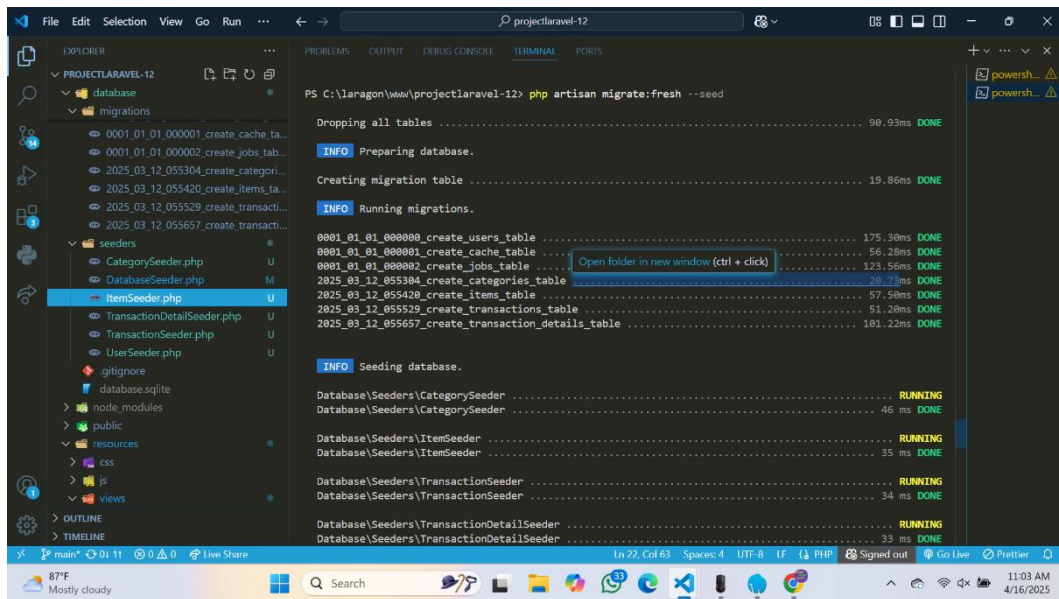 File Edit Selection View Go Run ··· projectlaravel-12
EXPLORER ···
PROJECTLARAVEL-12
database
migrations
0001_01_01_000001_create_cache_ta...
0001_01_01_000002_create_jobs_tab...
2025_03_12_055304_create_categori...
2025_03_12_055420_create_items_ta...
2025_03_12_055529_create_transacti...
2025_03_12_055657_create_transacti...
seeders
CategorySeeder.php U
DatabaseSeeder.php M
ItemSeeder.php U
TransactionDetailSeeder.php U
TransactionSeeder.php U
UserSeeder.php U
.gitignore
database.sqlite
node_modules
public
resources
css
js
views
OUTLINE
TIMELINE
14
3
1
PROBLEMS OUTPUT DEBUG CONSOLE TERMINAL PORTS
powersh...
powersh...
PS C:\laragon\www\projectlaravel-12> php artisan migrate:fresh --seed
Dropping all tables ........ 90.93ms DONE
INFO Preparing database.
Creating migration table ........ 19.86ms DONE
INFO Running migrations.
0001_01_01_000000_create_users_table ........ 175.30ms DONE
0001_01_01_000001_create_cache_table ........ 56.28ms DONE
0001_01_01_000002_create_jobs_table ........ 123.56ms DONE
Open folder in new window (ctrl + click)
2025_03_12_055304_create_categories_table ........ 20.73ms DONE
2025_03_12_055420_create_items_table ........ 57.50ms DONE
2025_03_12_055529_create_transactions_table ........ 51.20ms DONE
2025_03_12_055657_create_transaction_details_table ........ 101.22ms DONE
INFO Seeding database.
Database\Seeders\CategorySeeder ........ RUNNING
Database\Seeders\CategorySeeder ........ 46 ms DONE
Database\Seeders\ItemSeeder ........ RUNNING
Database\Seeders\ItemSeeder ........ 35 ms DONE
Database\Seeders\TransactionSeeder ........ RUNNING
Database\Seeders\TransactionSeeder ........ 34 ms DONE
Database\Seeders\TransactionDetailSeeder ........ RUNNING
Database\Seeders\TransactionDetailSeeder ........ 33 ms DONE
main* 0↓ 1↑ 0 0 Live Share Ln 22, Col 63 Spaces: 4 UTF-8 LF PHP Signed out Go Live Prettier
87°F
Mostly cloudy
Search
33
11:03 AM
4/16/2025